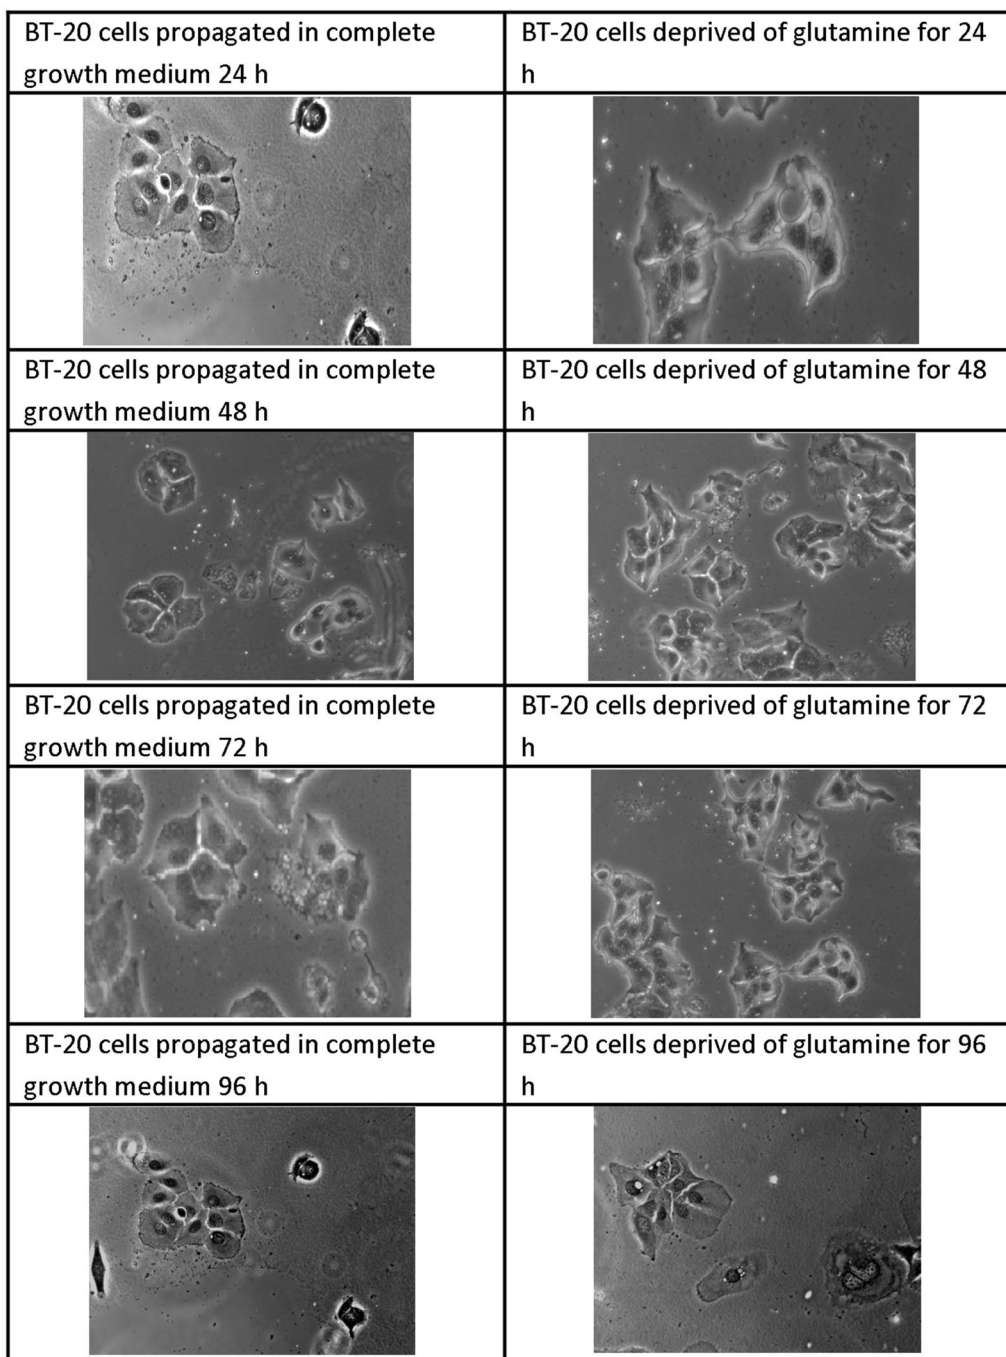 BT-20 cells propagated in complete
growth medium 24 h
BT-20 cells deprived of glutamine for 24
h
BT-20 cells propagated in complete
growth medium 48 h
BT-20 cells deprived of glutamine for 48
h
BT-20 cells propagated in complete
growth medium 72 h
BT-20 cells deprived of glutamine for 72
h
BT-20 cells propagated in complete
growth medium 96 h
BT-20 cells deprived of glutamine for 96
h